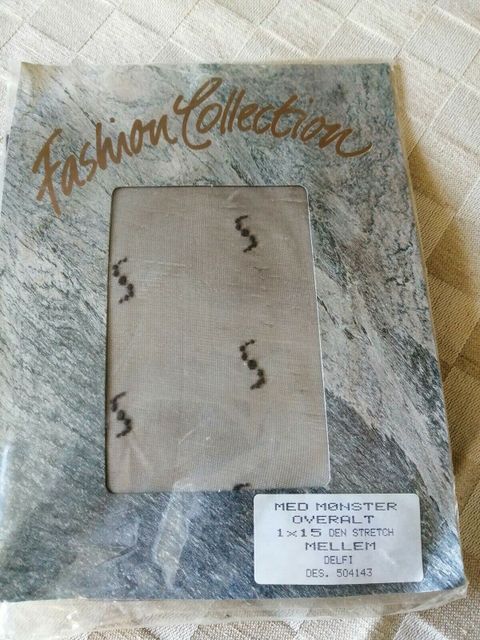 Fashion Collection
MED MØNSTER
OVERALT
1×15 DEN STRETCH
MELLEM
DELFI
DES. 504143